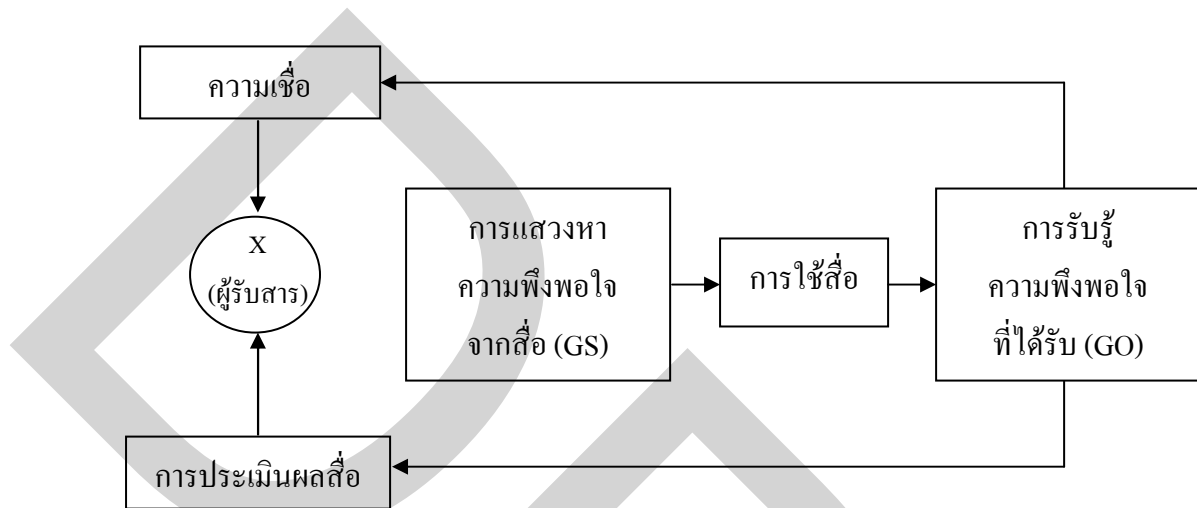 ความเชื่อ
X
(ผู้รับสาร)
การแสวงหา
ความพึงพอใจ
จากสื่อ (GS)
การใช้สื่อ
การรับรู้
ความพึงพอใจ
ที่ได้รับ (GO)
การประเมินผลสื่อ